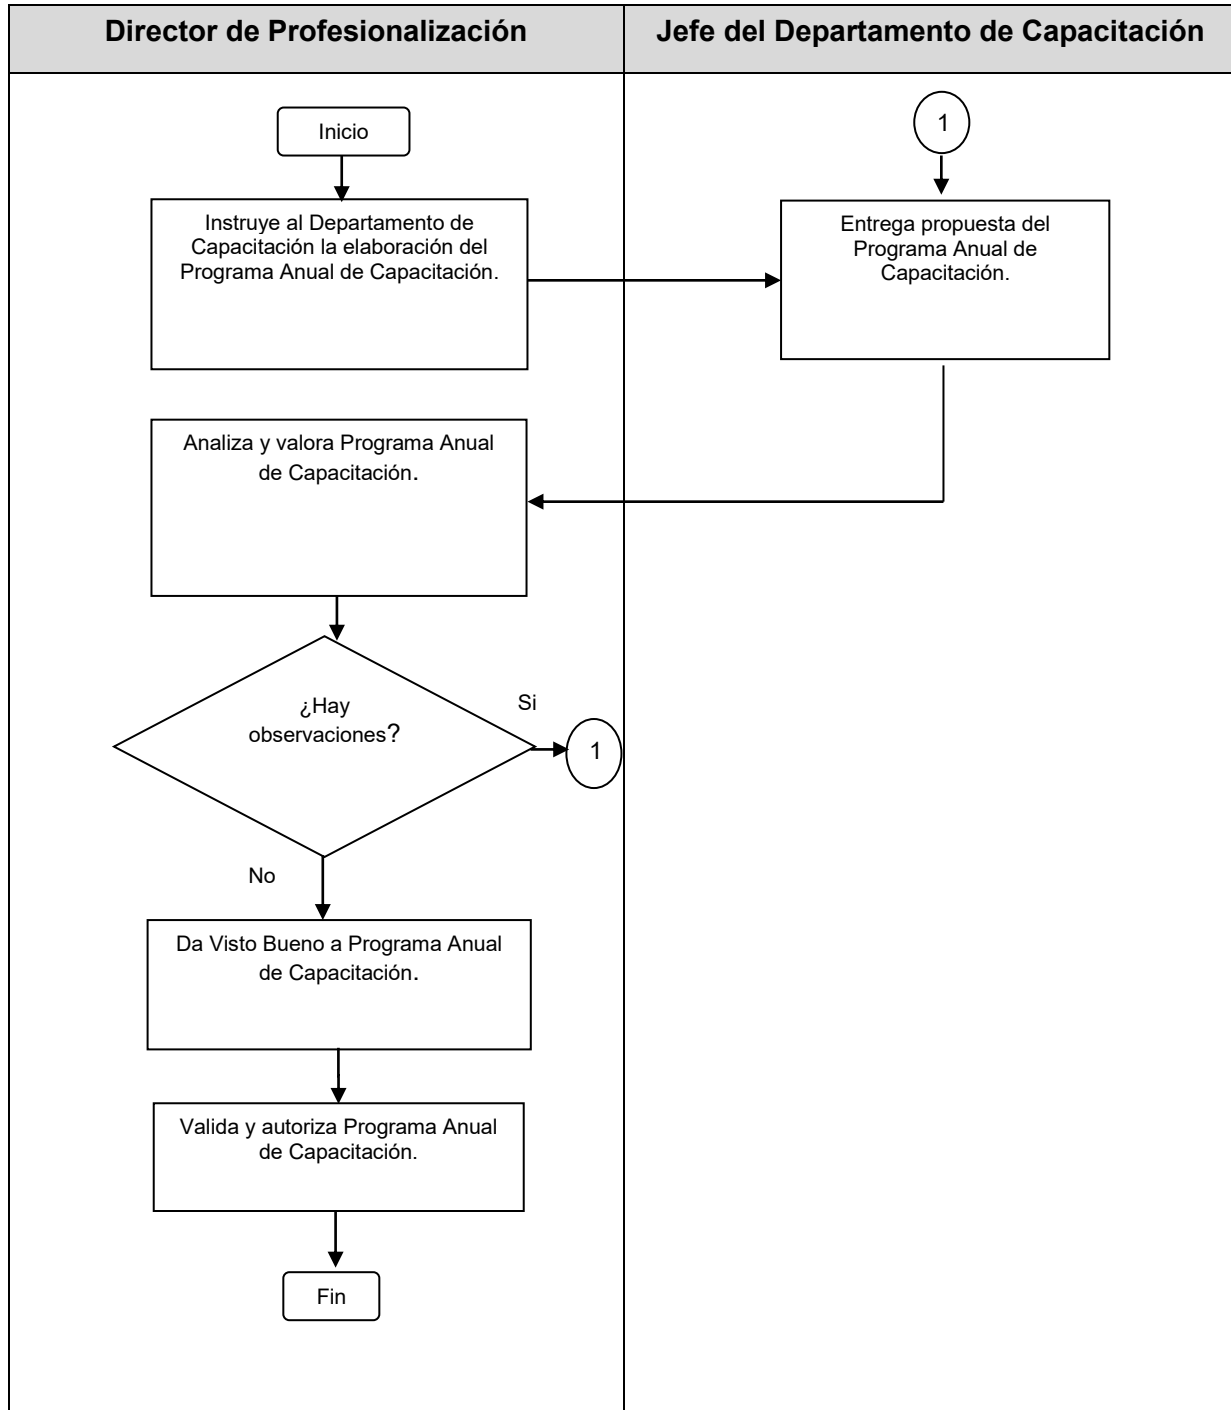 Director de Profesionalización
Jefe del Departamento de Capacitación
Inicio
1
Instruye al Departamento de
Capacitación la elaboración del
Programa Anual de Capacitación.
Entrega propuesta del
Programa Anual de
Capacitación.
Analiza y valora Programa Anual
de Capacitación.
¿Hay
observaciones?
Si
1
No
Da Visto Bueno a Programa Anual
de Capacitación.
Valida y autoriza Programa Anual
de Capacitación.
Fin